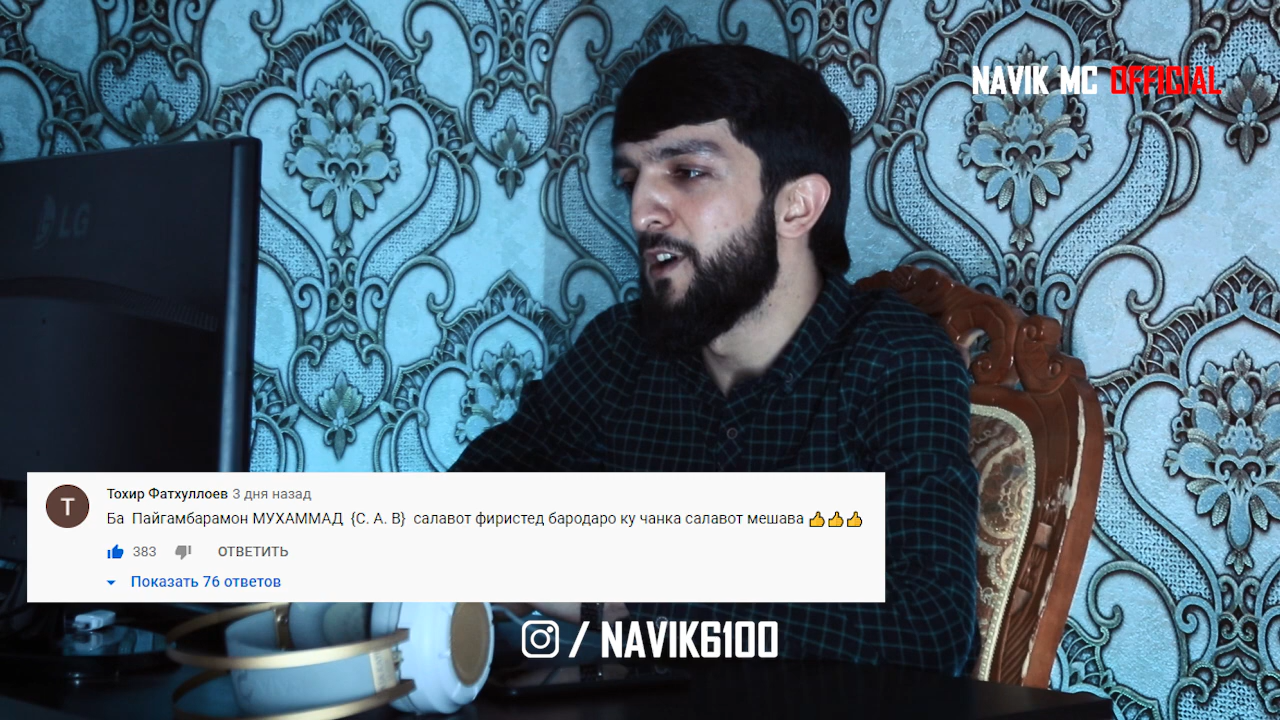 NAVIK MC OFFICIAL
LG
T
Тохир Фатхуллоев 3 дня назад
Ба Пайгамбарамон МУХАММАД {С. А. В} салавот фиристед бародаро ку чанка салавот мешава 👍👍👍
383 ОТВЕТИТЬ
Показать 76 ответов
/ NAVIK6100